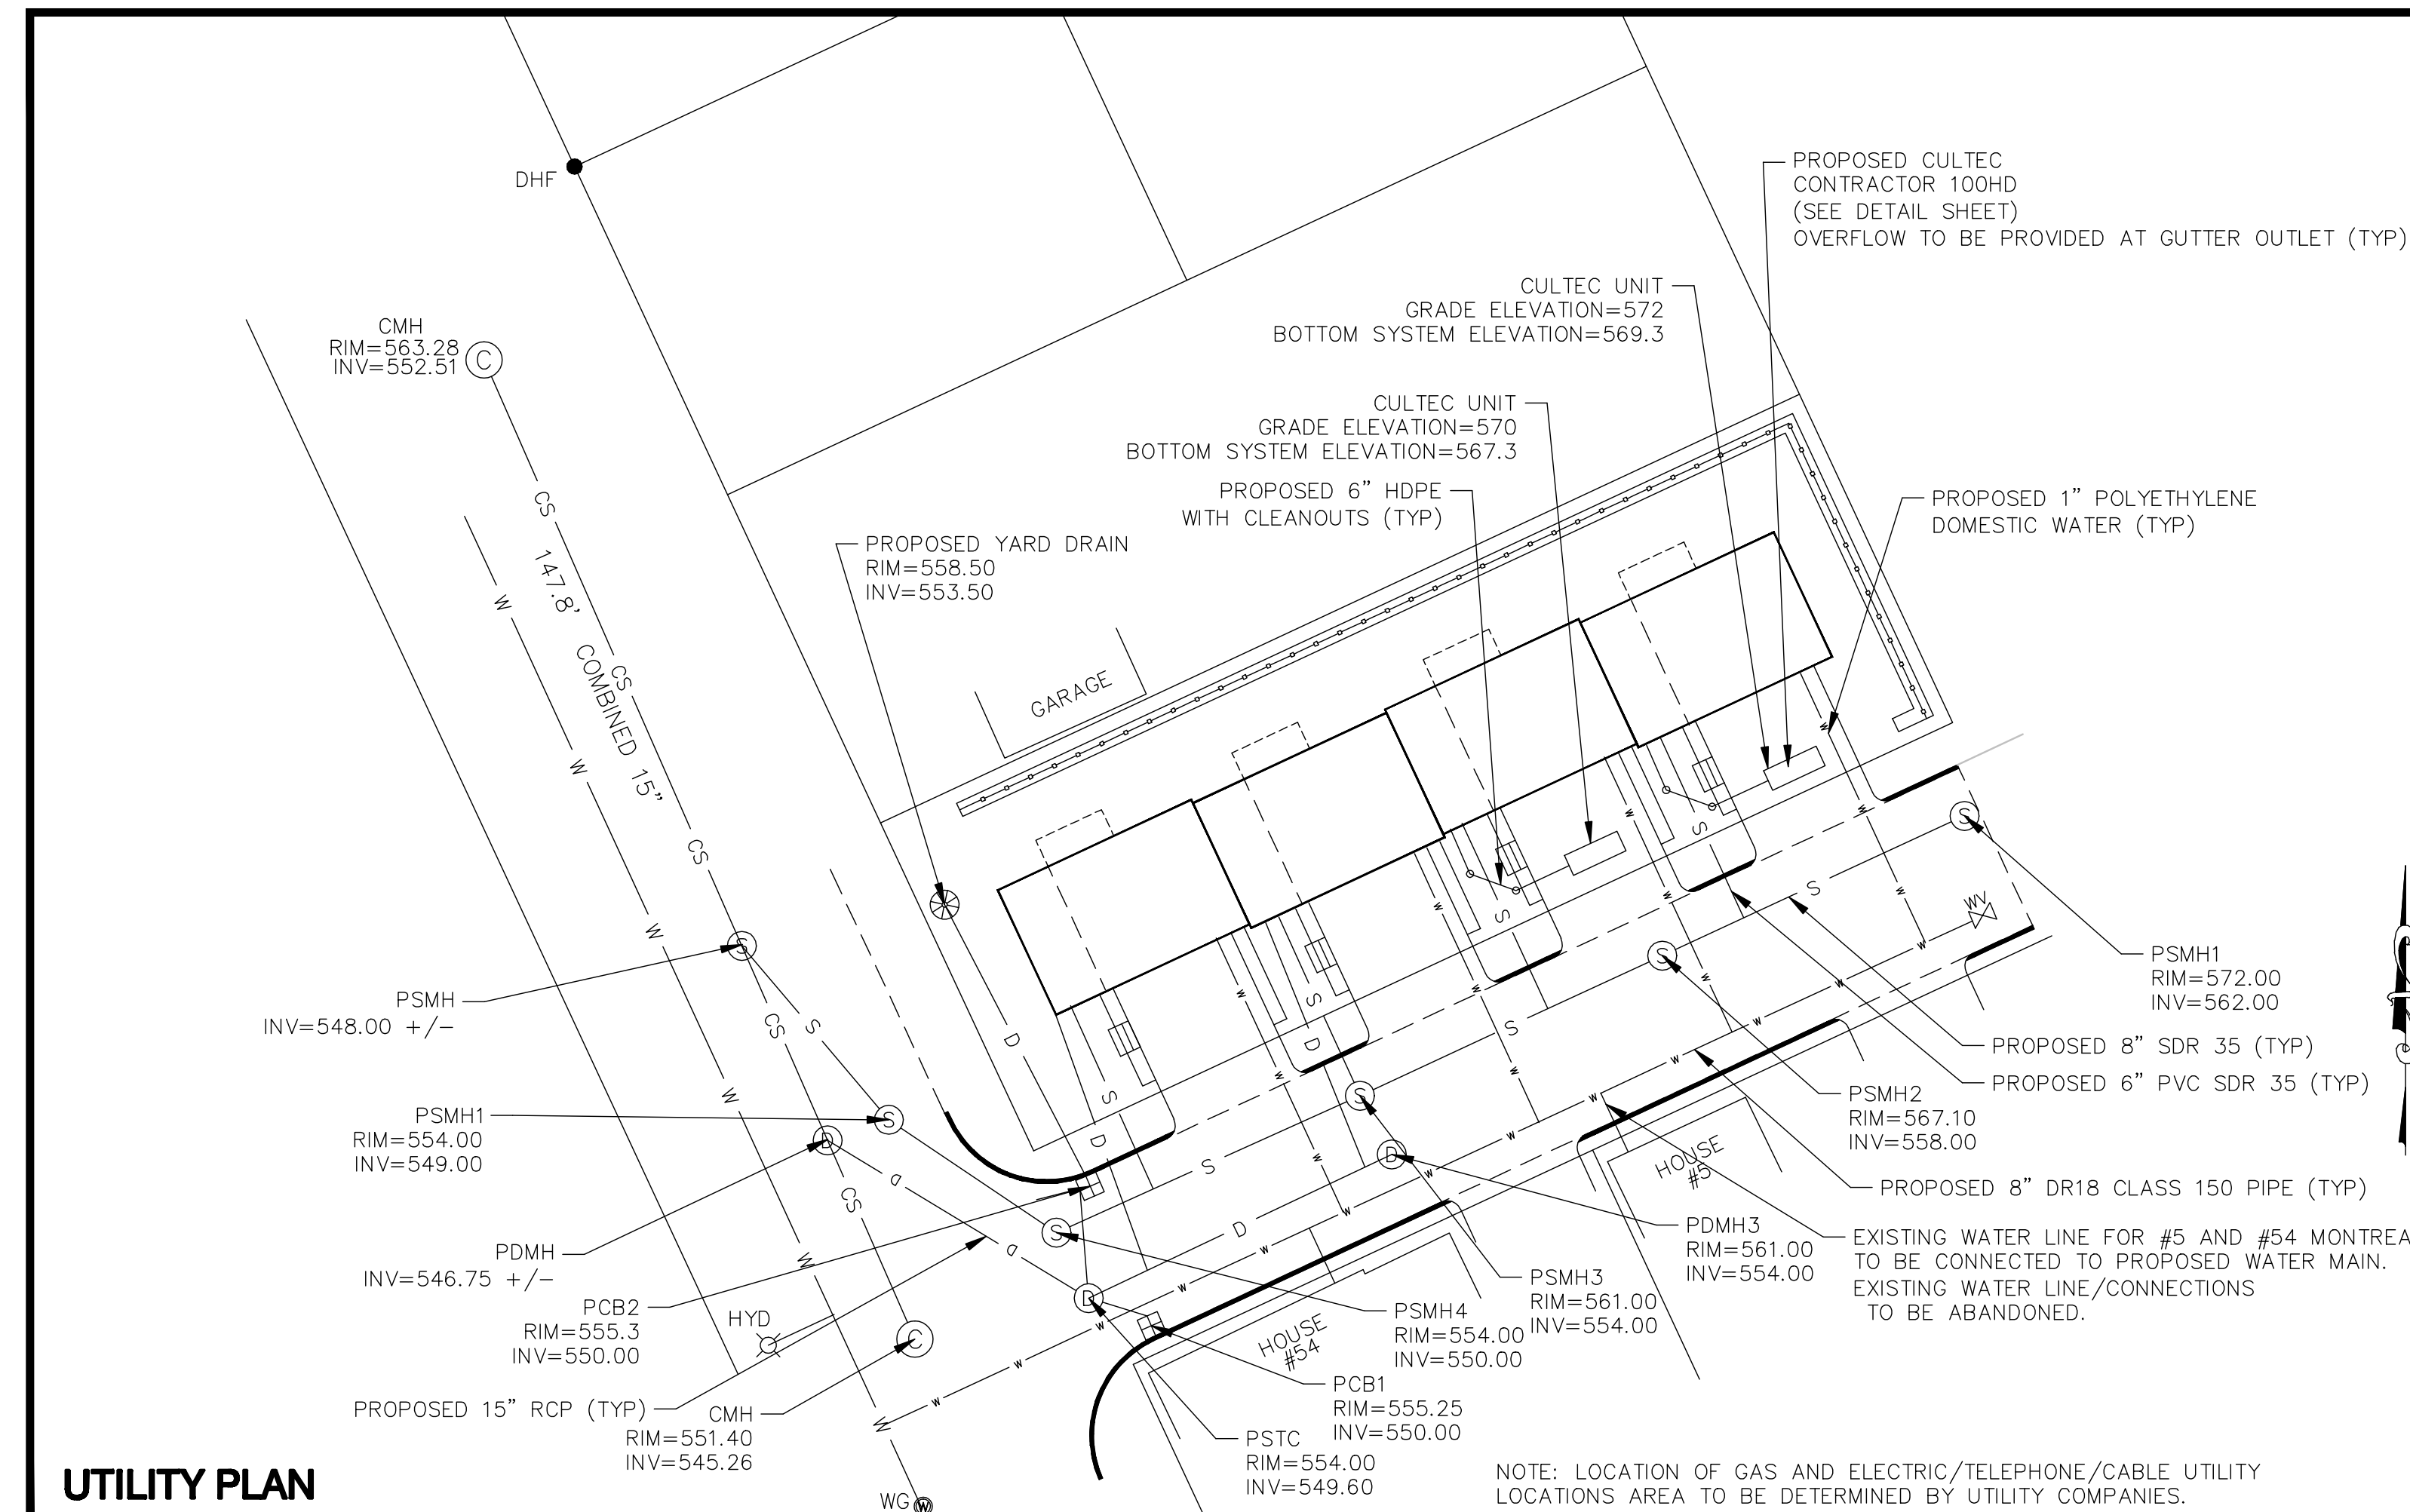 DHF
PROPOSED CULTEC
CONTRACTOR 100HD
(SEE DETAIL SHEET)
OVERFLOW TO BE PROVIDED AT GUTTER OUTLET (TYP)
CULTEC UNIT
GRADE ELEVATION=572
BOTTOM SYSTEM ELEVATION=569.3
CMH
RIM=563.28
INV=552.51
C
CULTEC UNIT
GRADE ELEVATION=570
BOTTOM SYSTEM ELEVATION=567.3
PROPOSED 6" HDPE
WITH CLEANOUTS (TYP)
PROPOSED 1" POLYETHYLENE
DOMESTIC WATER (TYP)
PROPOSED YARD DRAIN
RIM=558.50
INV=553.50
CS 147.8' CS
COMBINED 15"
GARAGE
CS
CS
CS
W
W
W
W
W
W
S
S
D
D
S
S
S
S
S
D
D
D
WV
PSMH
INV=548.00 +/-
PSMH1
RIM=554.00
INV=549.00
PDMH
INV=546.75 +/-
PCB2
RIM=555.3
INV=550.00
HYD
PROPOSED 15" RCP (TYP)
CMH
RIM=551.40
INV=545.26
C
PSMH1
RIM=572.00
INV=562.00
PROPOSED 8" SDR 35 (TYP)
PROPOSED 6" PVC SDR 35 (TYP)
PSMH2
RIM=567.10
INV=558.00
HOUSE
#5
PROPOSED 8" DR18 CLASS 150 PIPE (TYP)
PDMH3
RIM=561.00
INV=554.00
EXISTING WATER LINE FOR #5 AND #54 MONTREA
TO BE CONNECTED TO PROPOSED WATER MAIN.
EXISTING WATER LINE/CONNECTIONS
TO BE ABANDONED.
PSMH3
RIM=561.00
INV=554.00
PSMH4
RIM=554.00
INV=550.00
HOUSE
#54
PCB1
RIM=555.25
INV=550.00
PSTC
RIM=554.00
INV=549.60
WG W
UTILITY PLAN
NOTE: LOCATION OF GAS AND ELECTRIC/TELEPHONE/CABLE UTILITY
LOCATIONS AREA TO BE DETERMINED BY UTILITY COMPANIES.